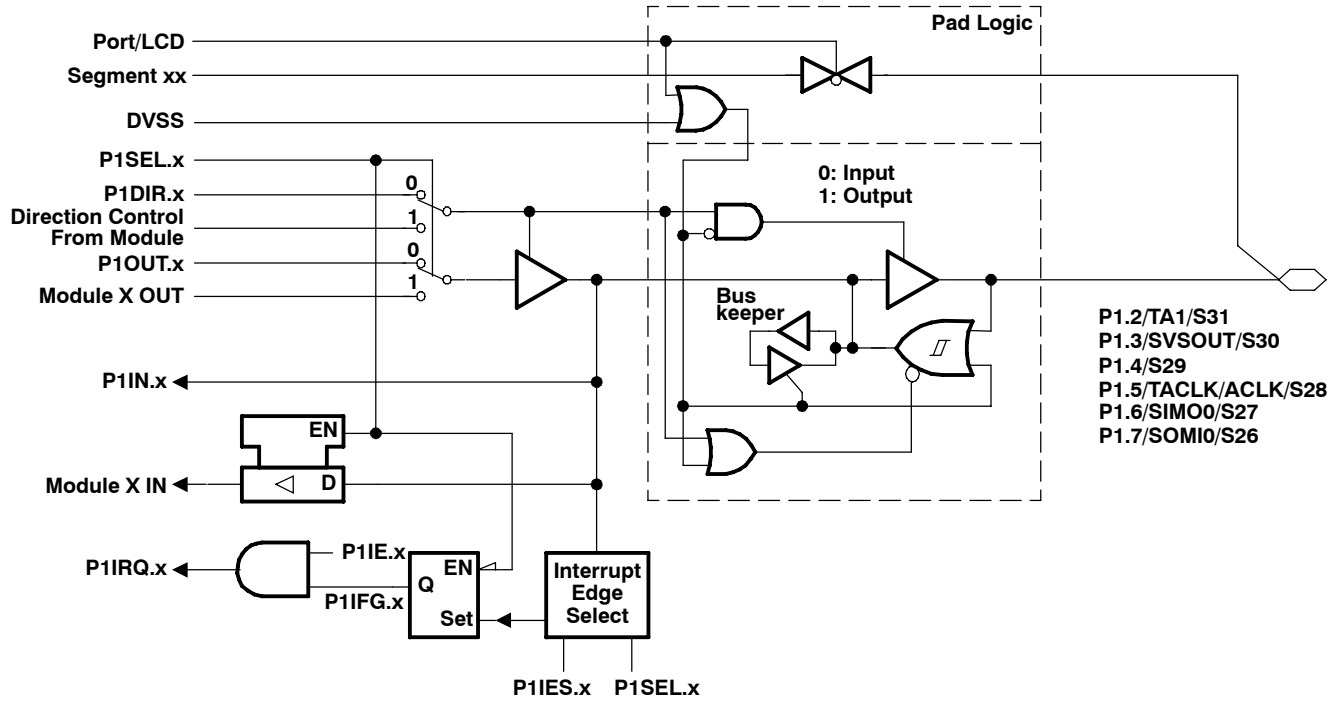 Pad Logic
Port/LCD
Segment xx
DVSS
P1SEL.x
P1DIR.x
0
Direction Control
From Module
1
P1OUT.x
0
Module X OUT
1
0: Input
1: Output
Bus
keeper
P1.2/TA1/S31
P1.3/SVSOUT/S30
P1.4/S29
P1.5/TACLK/ACLK/S28
P1.6/SIMO0/S27
P1.7/SOMI0/S26
P1IN.x
EN
Module X IN
D
P1IRQ.x
P1IE.x
P1IFG.x
EN
Q
Set
Interrupt
Edge
Select
P1IES.x
P1SEL.x